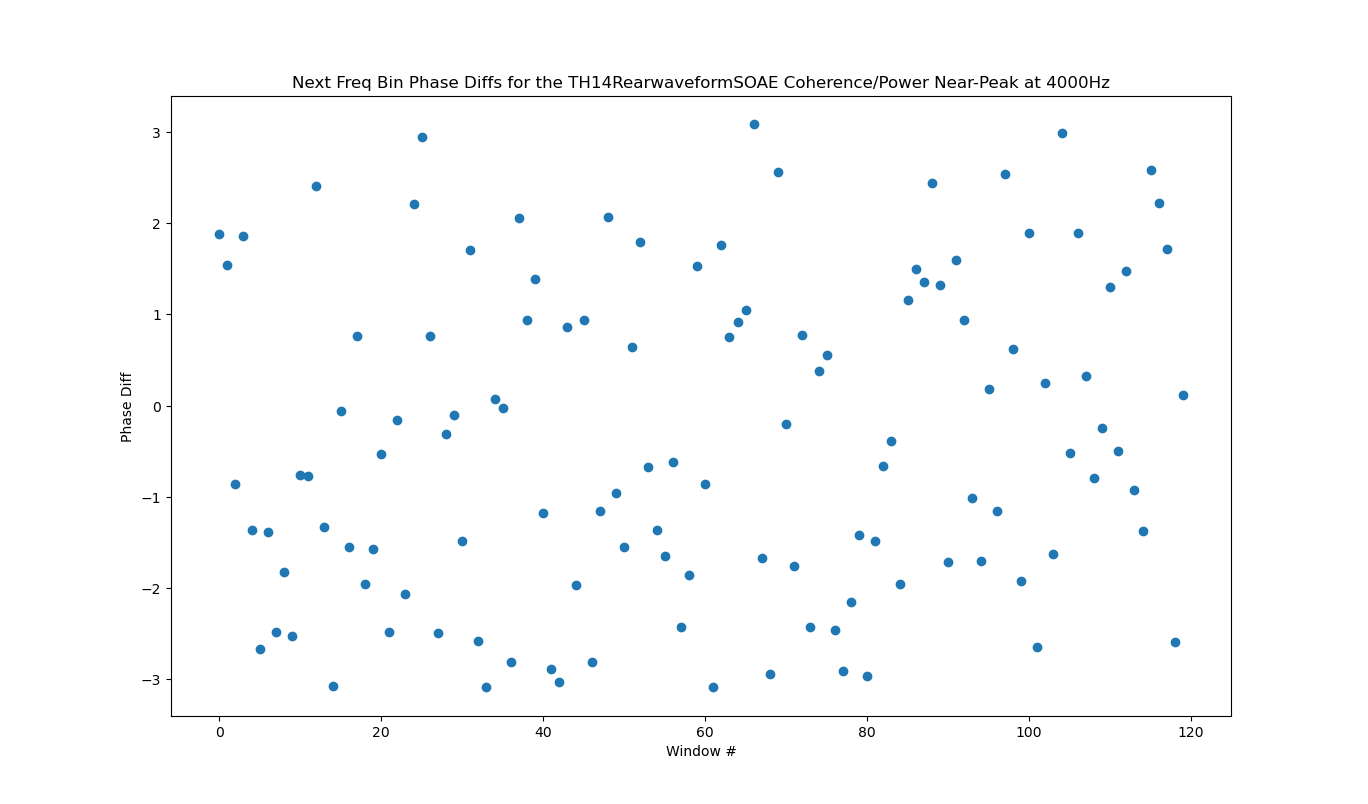 Next Freq Bin Phase Diffs for the TH14RearwaveformSOAE Coherence/Power Near-Peak at 4000Hz
3
2
1
0
−1
−2
−3
Phase Diff
0 20 40 60 80 100 120
Window #